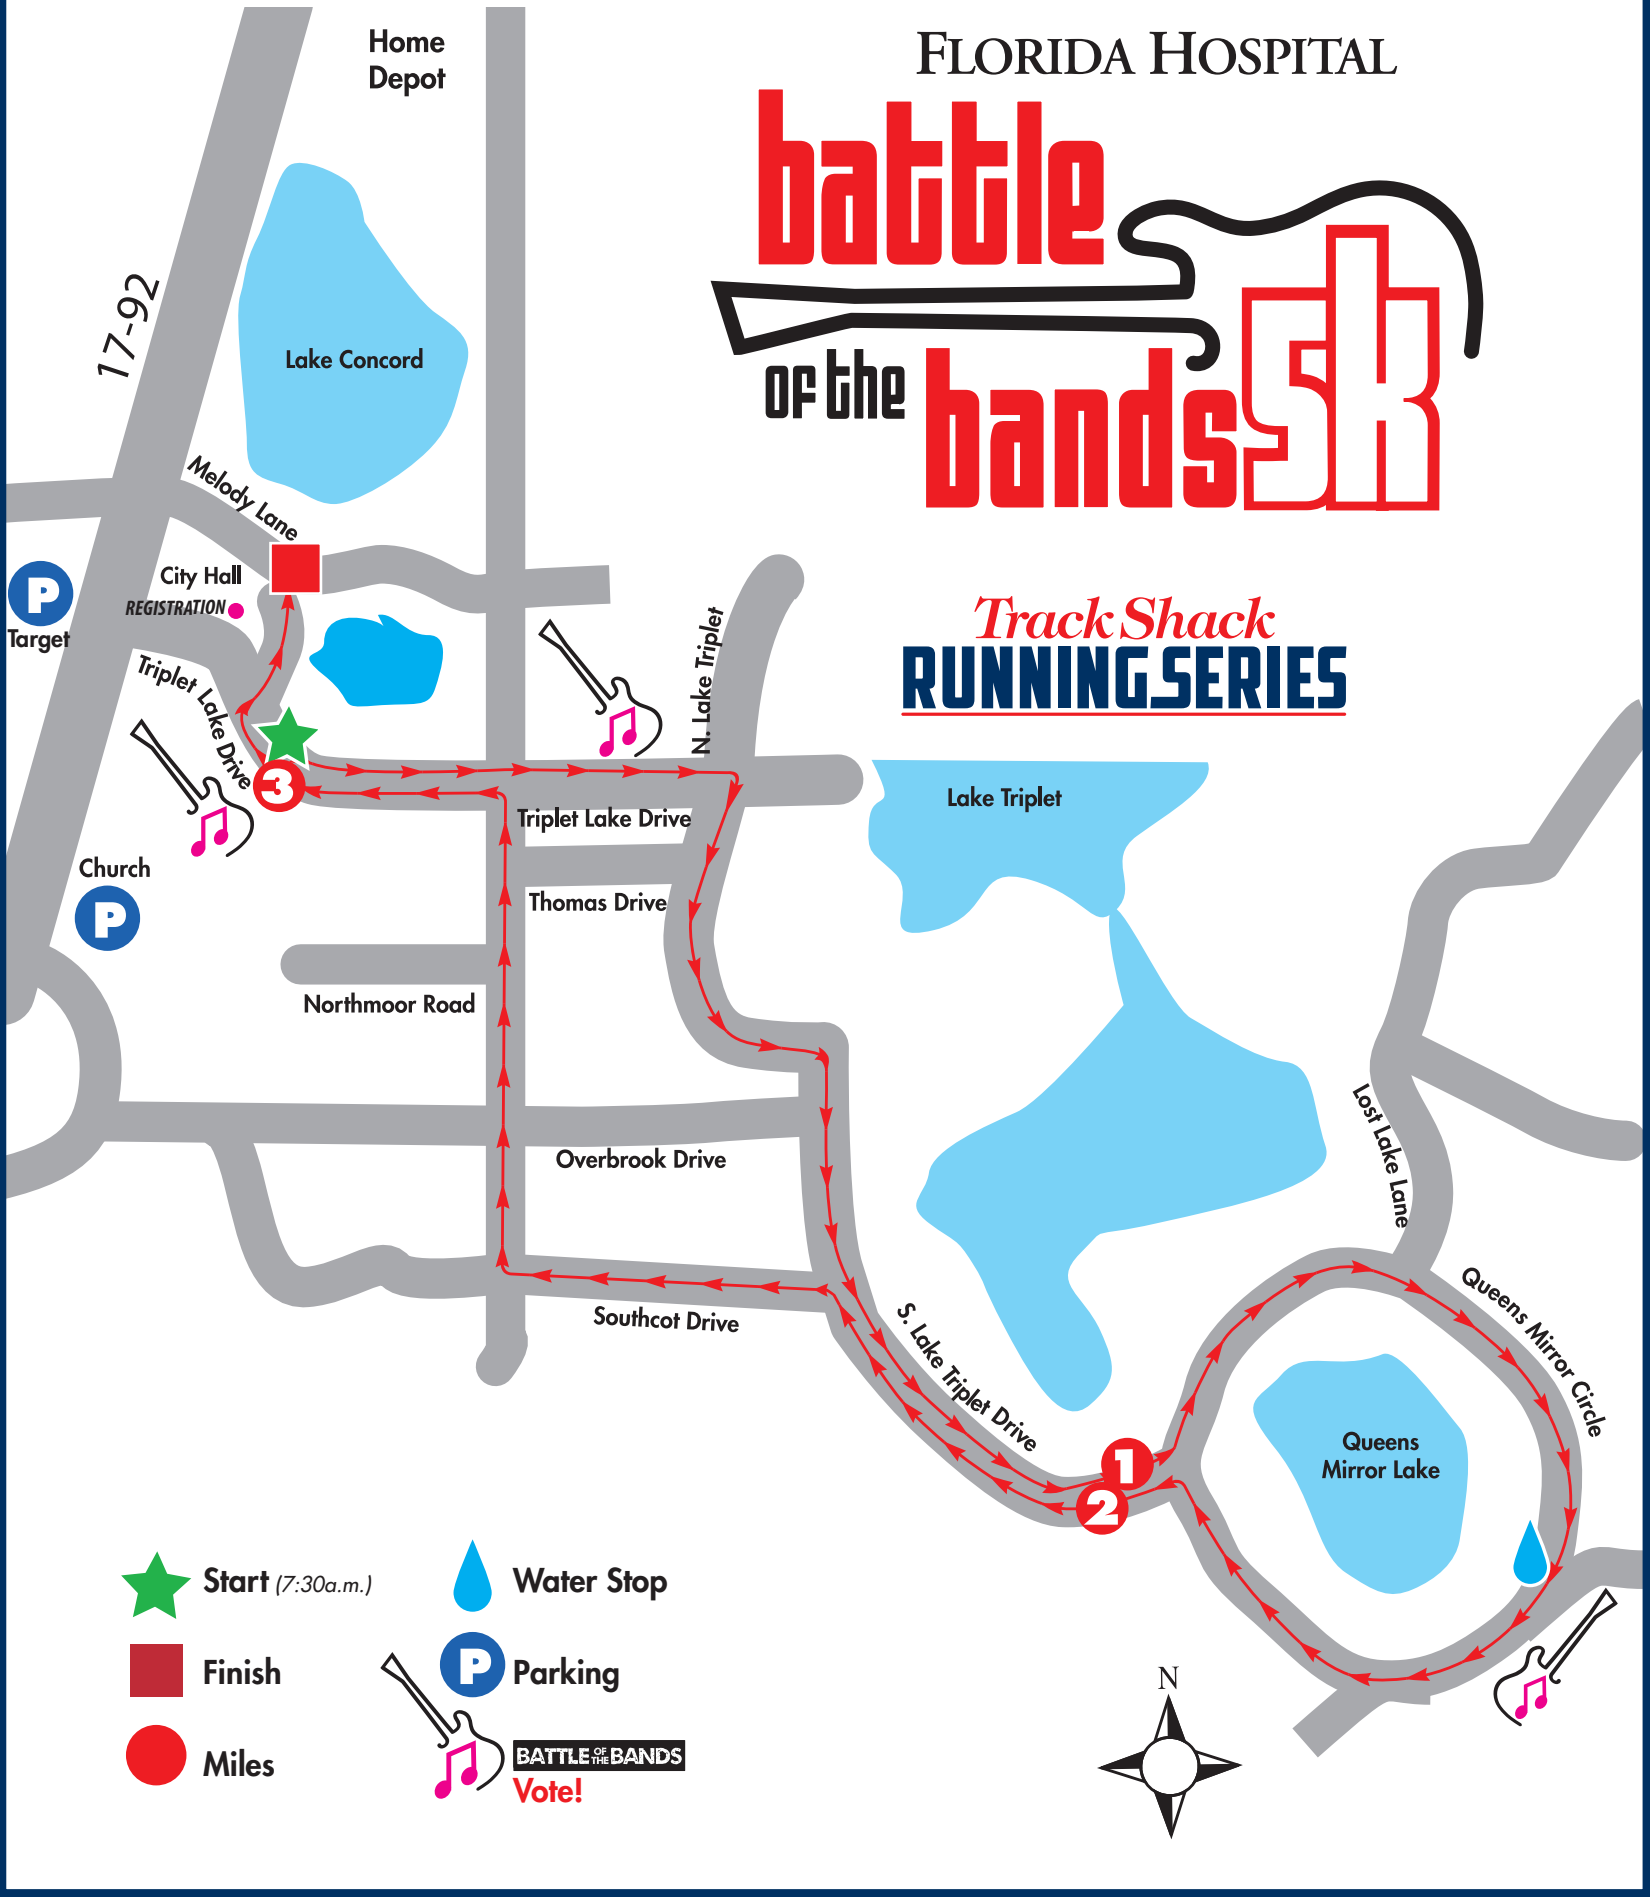 FLORIDA HOSPITAL
battle
of the
bands 5k
Track Shack
RUNNING SERIES
Home
Depot
17-92
Lake Concord
Melody Lane
City Hall
REGISTRATION
P
Target
Triplet Lake Drive
3
N. Lake Triplet
Triplet Lake Drive
Lake Triplet
Thomas Drive
Church
P
Northmoor Road
Overbrook Drive
Southcot Drive
S. Lake Triplet Drive
Lost Lake Lane
Queens Mirror Circle
Queens
Mirror Lake
1
2
Start (7:30a.m.)
Water Stop
Finish
P Parking
Miles
BATTLE OF THE BANDS
Vote!
N